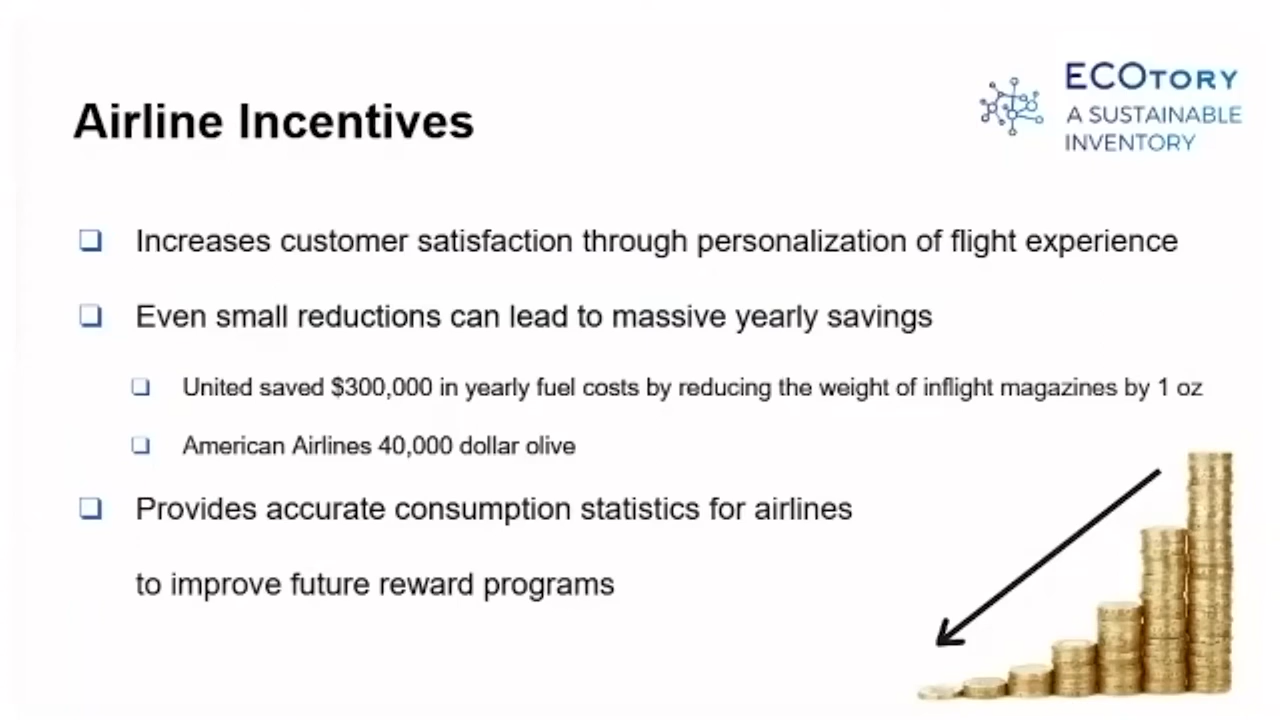 ECOTORY
A SUSTAINABLE
INVENTORY
Airline Incentives
Increases customer satisfaction through personalization of flight experience
Even small reductions can lead to massive yearly savings
United saved $300,000 in yearly fuel costs by reducing the weight of inflight magazines by 1 oz
American Airlines 40,000 dollar olive
Provides accurate consumption statistics for airlines
to improve future reward programs